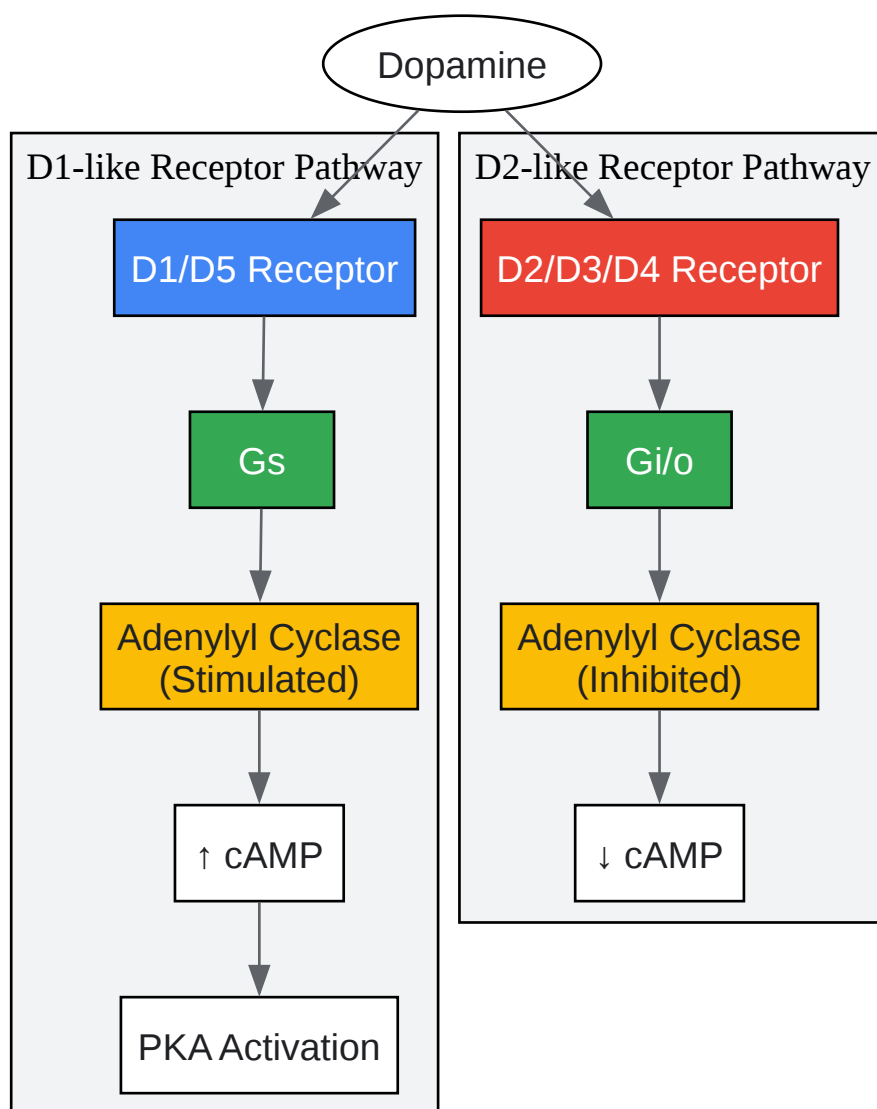 Dopamine
D1-like Receptor Pathway
D1/D5 Receptor
Gs
Adenylyl Cyclase
(Stimulated)
↑ cAMP
PKA Activation
D2-like Receptor Pathway
D2/D3/D4 Receptor
Gi/o
Adenylyl Cyclase
(Inhibited)
↓ cAMP